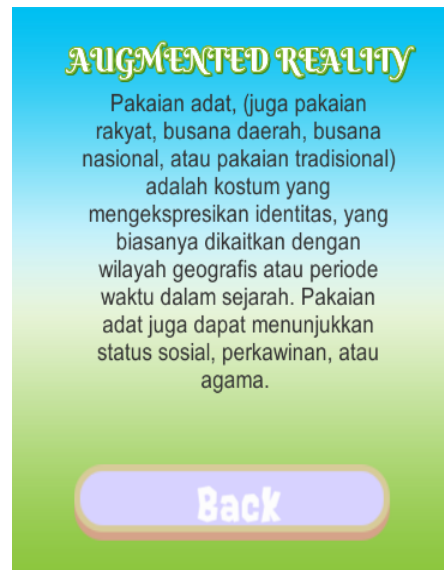 AUGMENTED REALITY
Pakaian adat, (juga pakaian
rakyat, busana daerah, busana
nasional, atau pakaian tradisional)
adalah kostum yang
mengekspresikan identitas, yang
biasanya dikaitkan dengan
wilayah geografis atau periode
waktu dalam sejarah. Pakaian
adat juga dapat menunjukkan
status sosial, perkawinan, atau
agama.
Back